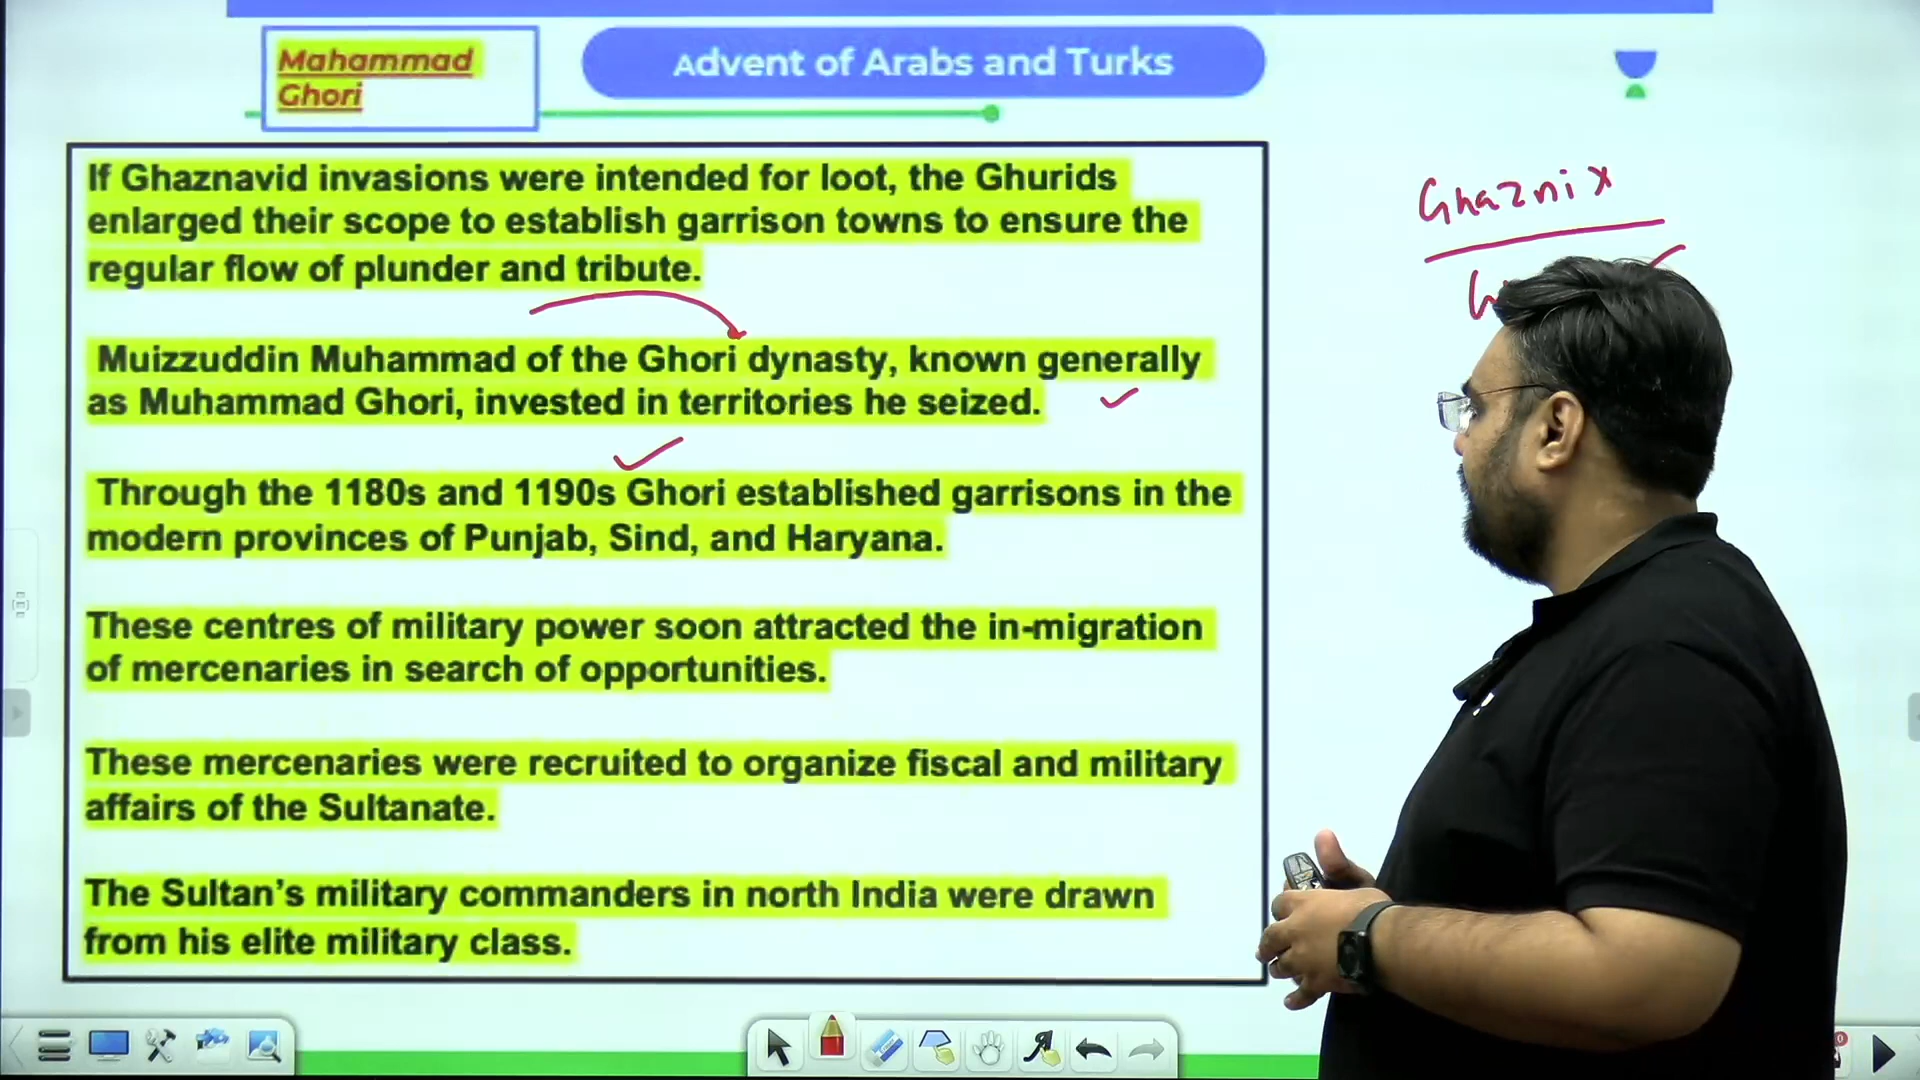 Mahammad
Ghori
Advent of Arabs and Turks
If Ghaznavid invasions were intended for loot, the Ghurids
enlarged their scope to establish garrison towns to ensure the
regular flow of plunder and tribute.
Muizzuddin Muhammad of the Ghori dynasty, known generally
as Muhammad Ghori, invested in territories he seized.
Through the 1180s and 1190s Ghori established garrisons in the
modern provinces of Punjab, Sind, and Haryana.
These centres of military power soon attracted the in-migration
of mercenaries in search of opportunities.
These mercenaries were recruited to organize fiscal and military
affairs of the Sultanate.
The Sultan's military commanders in north India were drawn
from his elite military class.
Ghazni x